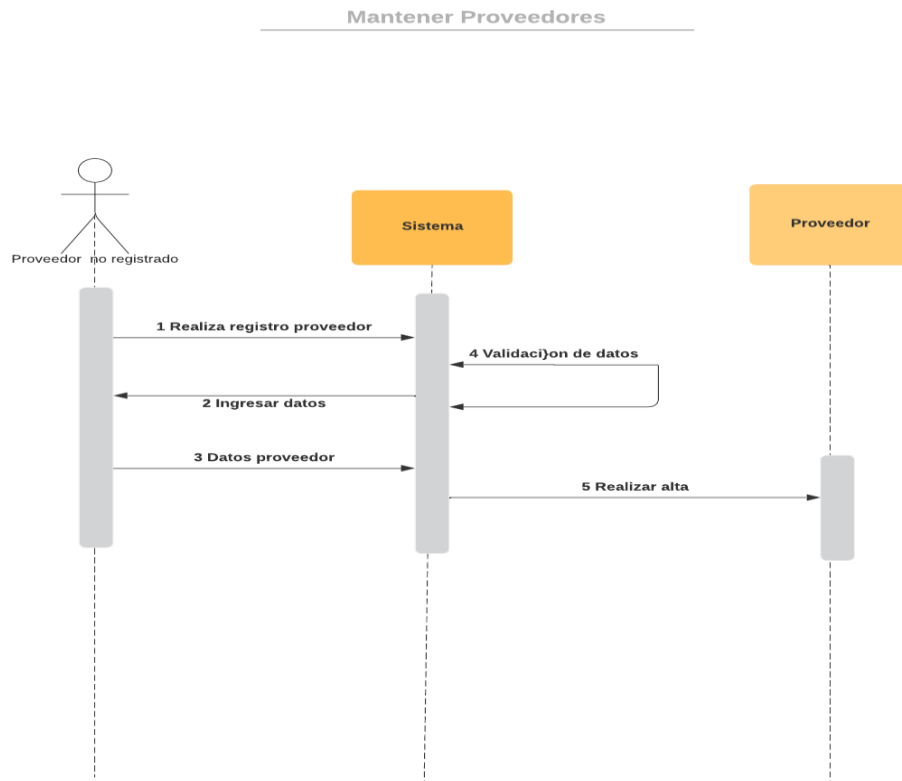 Mantener Proveedores
Sistema
Proveedor
Proveedor no registrado
1 Realiza registro proveedor
4 Validaci}on de datos
2 Ingresar datos
3 Datos proveedor
5 Realizar alta